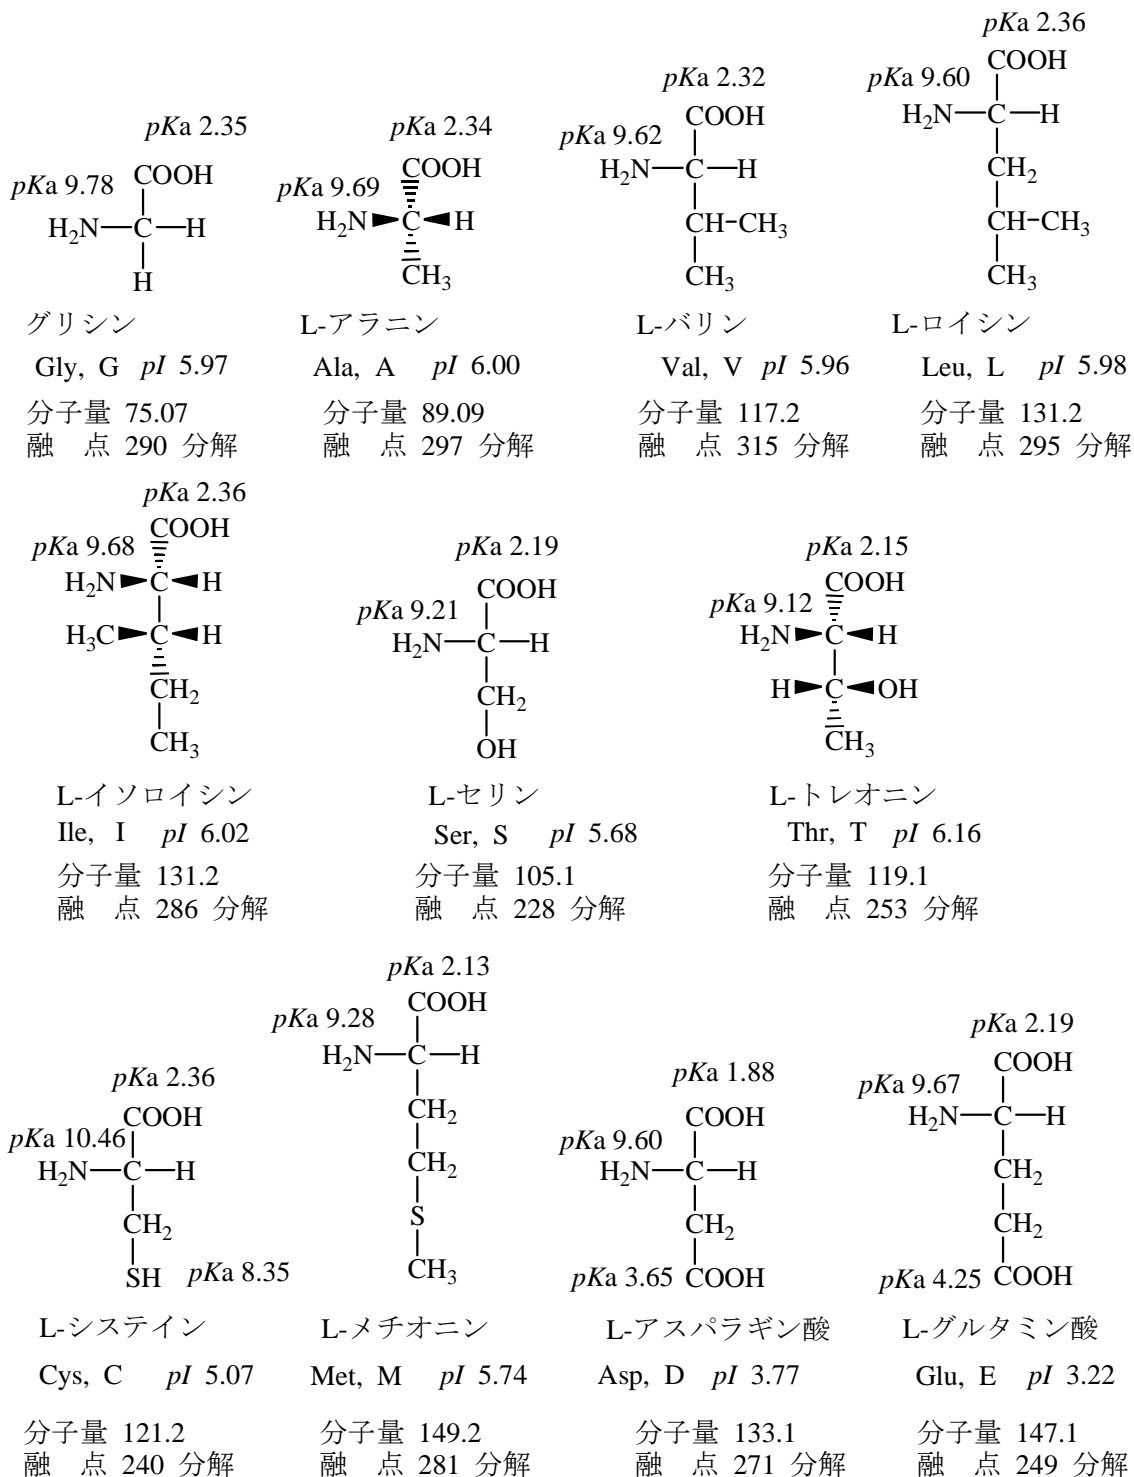 pKa 2.35
pKa 9.78 COOH
H₂N—C—H
H
グリシン
Gly, G pI 5.97
分子量 75.07
融 点 290 分解
pKa 2.34
pKa 9.69 COOH
H₂N C H
CH₃
L-アラニン
Ala, A pI 6.00
分子量 89.09
融 点 297 分解
pKa 2.32
COOH
pKa 9.62
H₂N—C—H
CH-CH₃
CH₃
L-バリン
Val, V pI 5.96
分子量 117.2
融 点 315 分解
pKa 2.36
COOH
pKa 9.60
H₂N—C—H
CH₂
CH-CH₃
CH₃
L-ロイシン
Leu, L pI 5.98
分子量 131.2
融 点 295 分解
pKa 2.36
COOH
pKa 9.68
H₂N C H
H₃C C H
CH₂
CH₃
L-イソロイシン
Ile, I pI 6.02
分子量 131.2
融 点 286 分解
pKa 2.19
COOH
pKa 9.21
H₂N—C—H
CH₂
OH
L-セリン
Ser, S pI 5.68
分子量 105.1
融 点 228 分解
pKa 2.15
COOH
pKa 9.12
H₂N C H
H C OH
CH₃
L-トレオニン
Thr, T pI 6.16
分子量 119.1
融 点 253 分解
pKa 2.36
COOH
pKa 10.46
H₂N—C—H
CH₂
SH pKa 8.35
L-システイン
Cys, C pI 5.07
分子量 121.2
融 点 240 分解
pKa 2.13
COOH
pKa 9.28
H₂N—C—H
CH₂
CH₂
S
CH₃
L-メチオニン
Met, M pI 5.74
分子量 149.2
融 点 281 分解
pKa 1.88
COOH
pKa 9.60
H₂N—C—H
CH₂
pKa 3.65 COOH
L-アスパラギン酸
Asp, D pI 3.77
分子量 133.1
融 点 271 分解
pKa 2.19
COOH
pKa 9.67
H₂N—C—H
CH₂
CH₂
pKa 4.25 COOH
L-グルタミン酸
Glu, E pI 3.22
分子量 147.1
融 点 249 分解